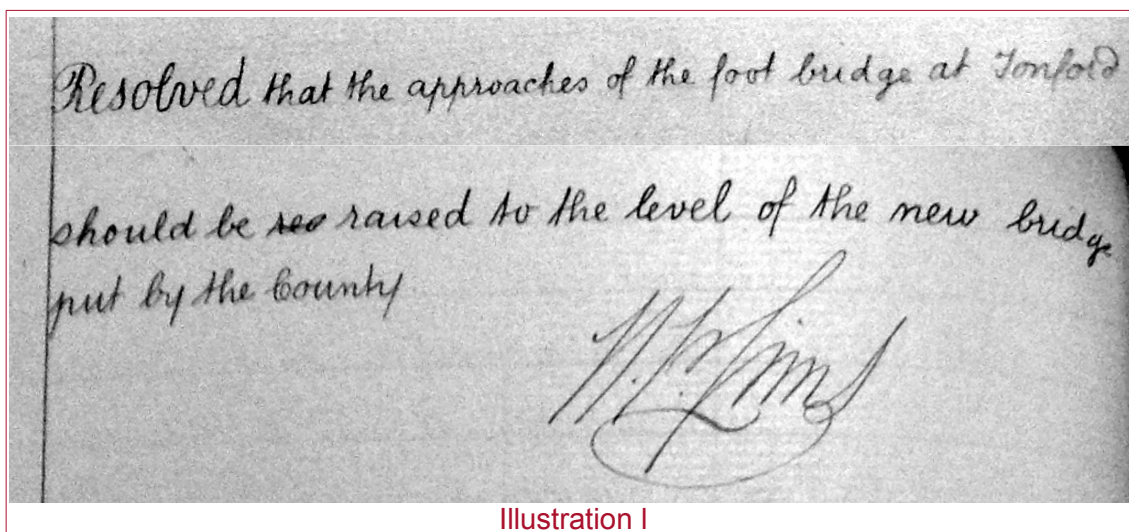 Resolved that the approaches of the foot bridge at Tonford
should be raised to the level of the new bridge
put by the County
Illustration I